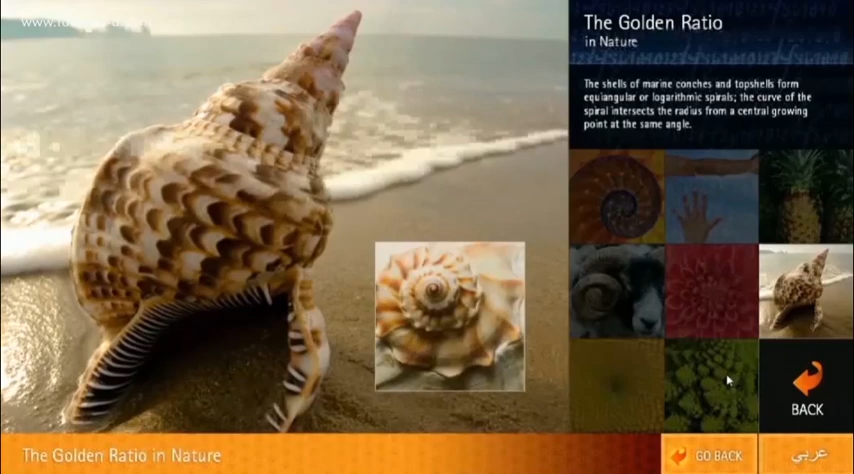 The Golden Ratio
in Nature
The shells of marine conches and topshells form
equiangular or logarithmic spirals; the curve of the
spiral intersects the radius from a central growing
point at the same angle.
BACK
The Golden Ratio in Nature
GO BACK
عربي